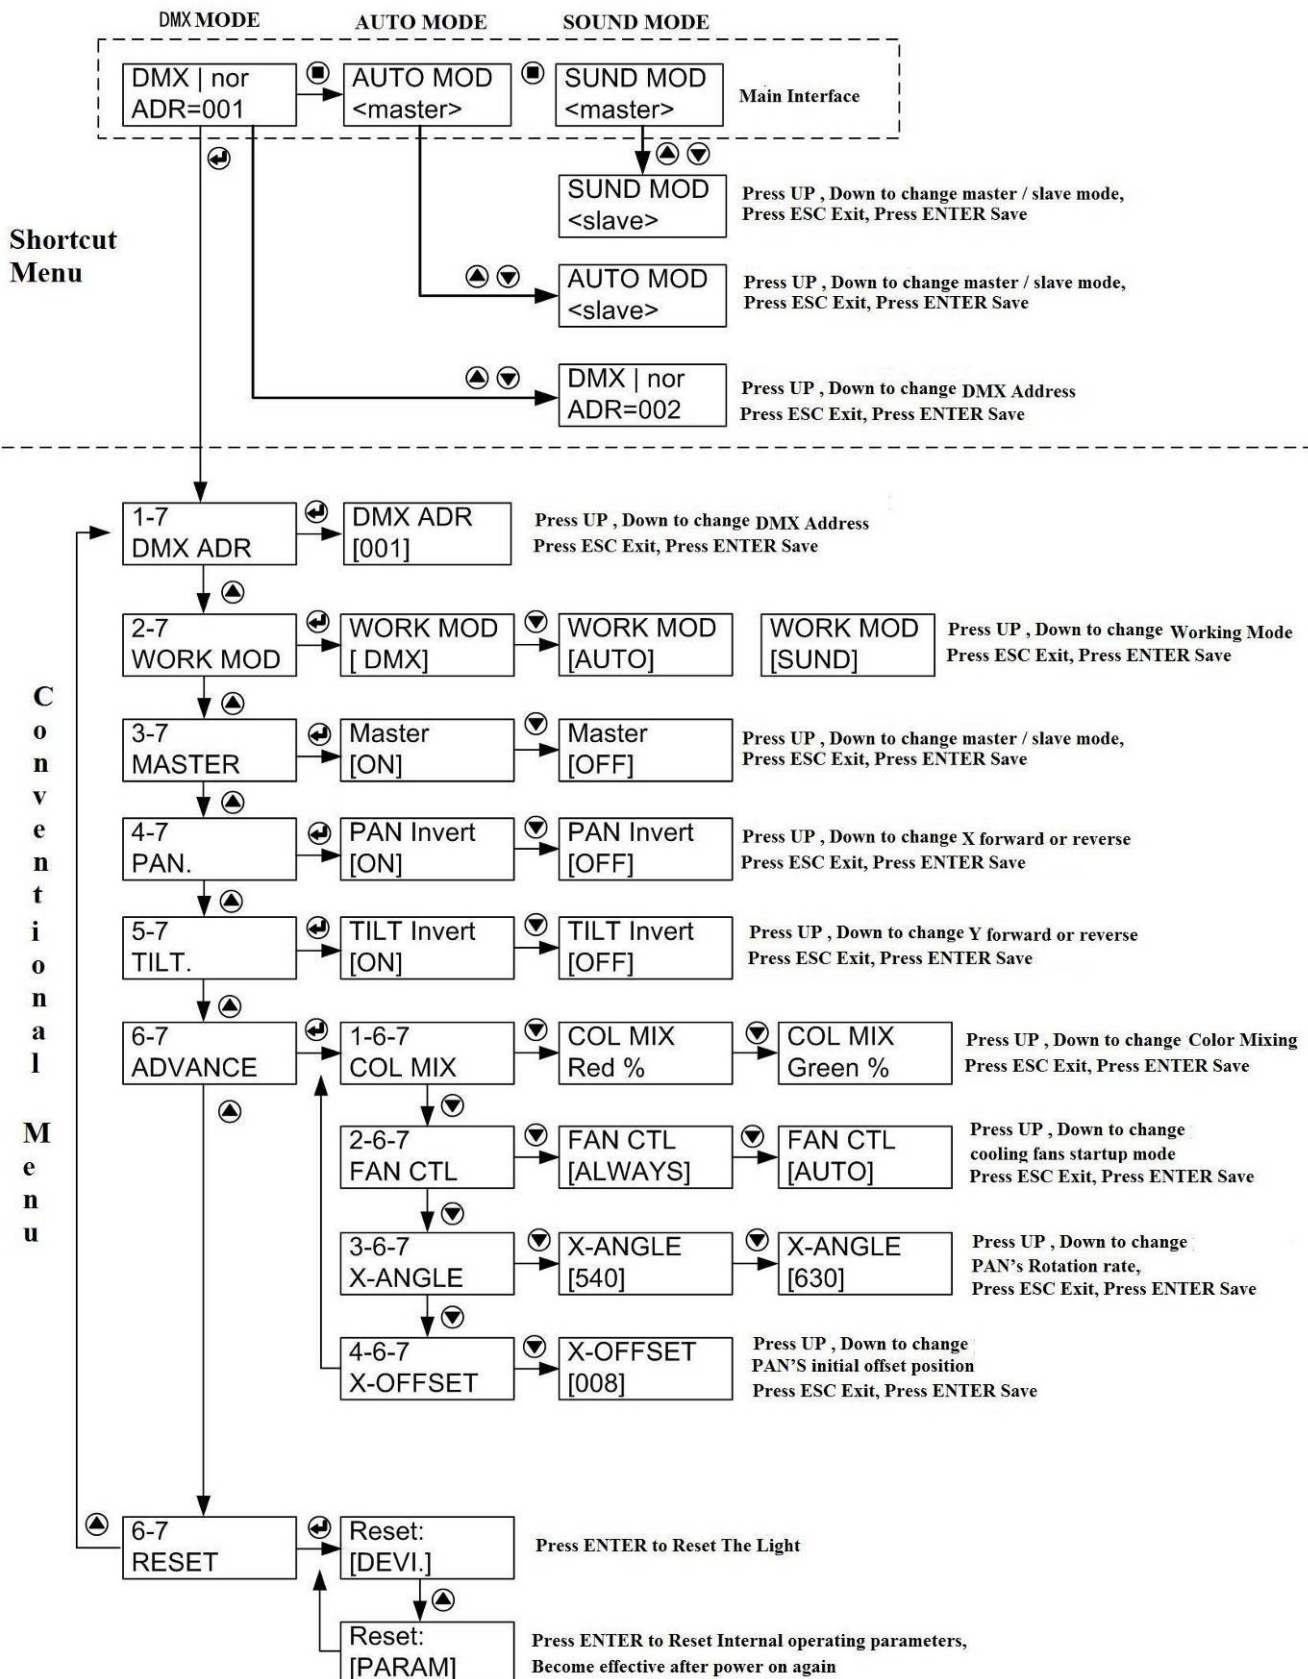 DMX MODE
AUTO MODE
SOUND MODE
DMX | nor
ADR=001
AUTO MOD
<master>
SUND MOD
<master>
Main Interface
SUND MOD
<slave>
Press UP , Down to change master / slave mode,
Press ESC Exit, Press ENTER Save
Shortcut
Menu
AUTO MOD
<slave>
Press UP , Down to change master / slave mode,
Press ESC Exit, Press ENTER Save
DMX | nor
ADR=002
Press UP , Down to change DMX Address
Press ESC Exit, Press ENTER Save
Conventional Menu
1-7
DMX ADR
DMX ADR
[001]
Press UP , Down to change DMX Address
Press ESC Exit, Press ENTER Save
2-7
WORK MOD
WORK MOD
[ DMX]
WORK MOD
[AUTO]
WORK MOD
[SUND]
Press UP , Down to change Working Mode
Press ESC Exit, Press ENTER Save
3-7
MASTER
Master
[ON]
Master
[OFF]
Press UP , Down to change master / slave mode,
Press ESC Exit, Press ENTER Save
4-7
PAN.
PAN Invert
[ON]
PAN Invert
[OFF]
Press UP , Down to change X forward or reverse
Press ESC Exit, Press ENTER Save
5-7
TILT.
TILT Invert
[ON]
TILT Invert
[OFF]
Press UP , Down to change Y forward or reverse
Press ESC Exit, Press ENTER Save
6-7
ADVANCE
1-6-7
COL MIX
COL MIX
Red %
COL MIX
Green %
Press UP , Down to change Color Mixing
Press ESC Exit, Press ENTER Save
2-6-7
FAN CTL
FAN CTL
[ALWAYS]
FAN CTL
[AUTO]
Press UP , Down to change
cooling fans startup mode
Press ESC Exit, Press ENTER Save
3-6-7
X-ANGLE
X-ANGLE
[540]
X-ANGLE
[630]
Press UP , Down to change
PAN's Rotation rate,
Press ESC Exit, Press ENTER Save
4-6-7
X-OFFSET
X-OFFSET
[008]
Press UP , Down to change
PAN'S initial offset position
Press ESC Exit, Press ENTER Save
6-7
RESET
Reset:
[DEVI.]
Press ENTER to Reset The Light
Reset:
[PARAM]
Press ENTER to Reset Internal operating parameters,
Become effective after power on again